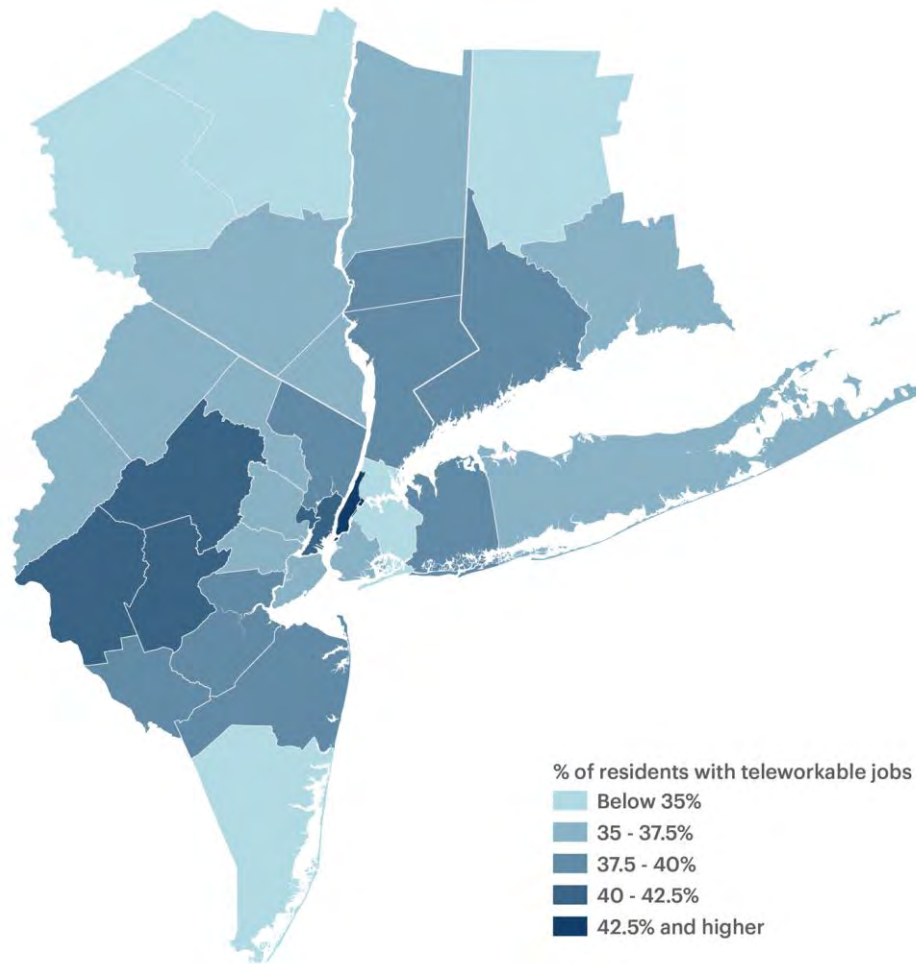 % of residents with teleworkable jobs
Below 35%
35 - 37.5%
37.5 - 40%
40 - 42.5%
42.5% and higher